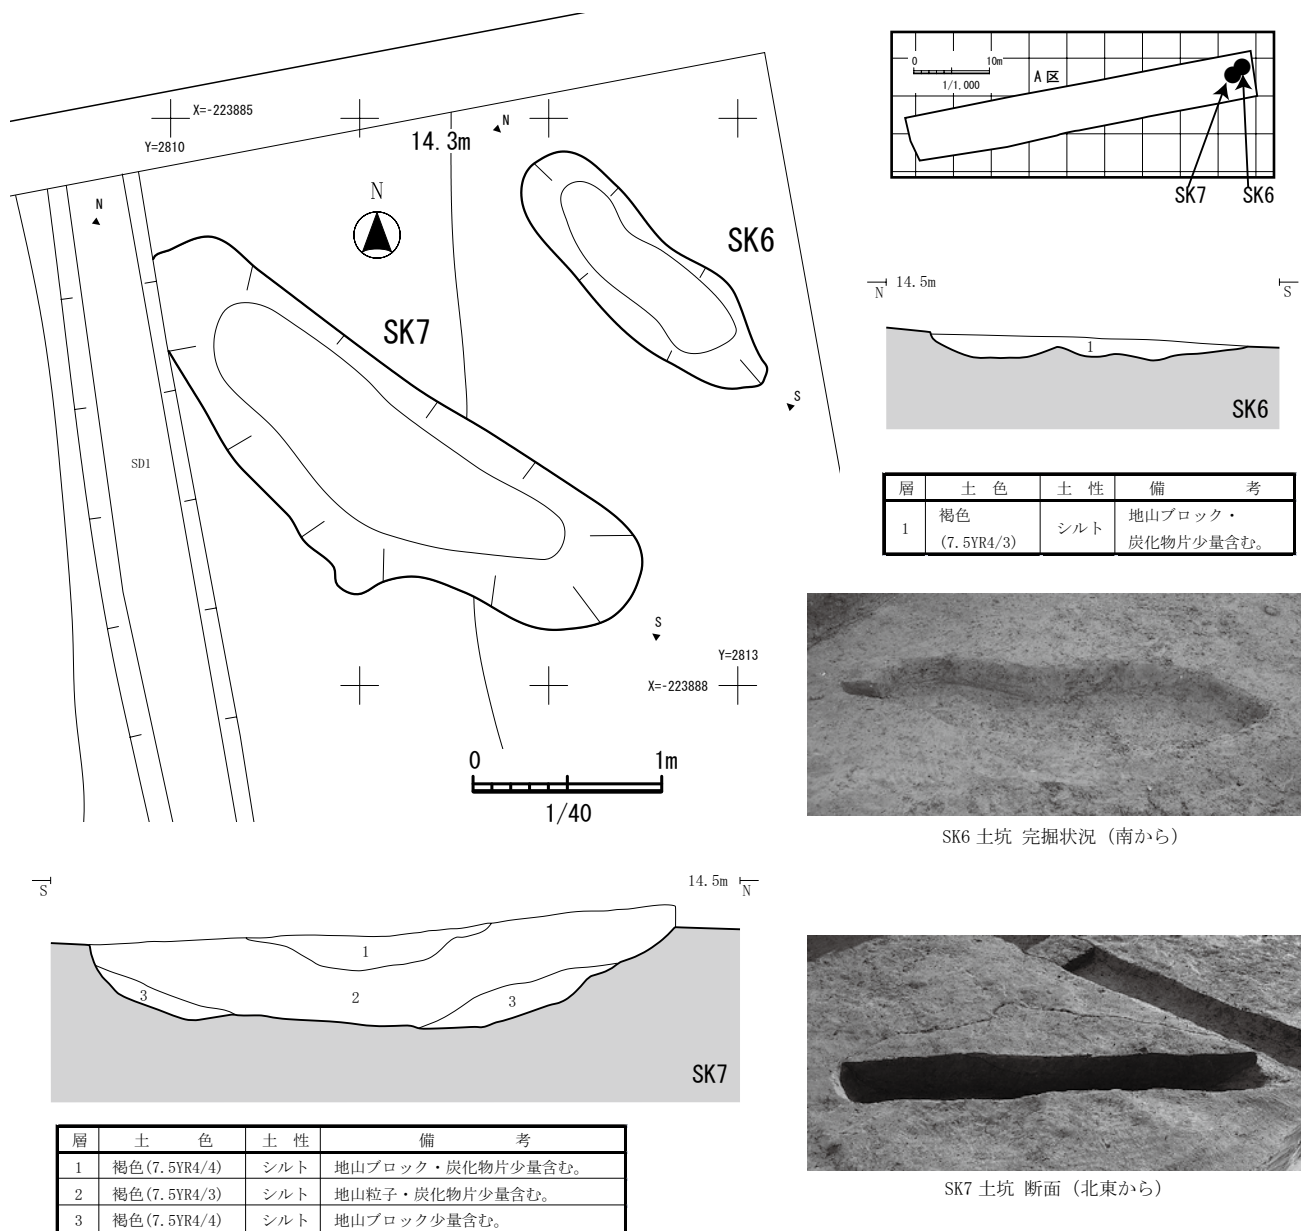 X=-223885
Y=2810
14.3m
N
N
N
SK6
SK7
S
SD1
S
Y=2813
X=-223888
0 1m
1/40
0 10m
1/1,000
A区
SK7 SK6
N 14.5m S
1
SK6
層 土色 土性 備考
1 褐色 シルト 地山ブロック・
(7.5YR4/3) 炭化物片少量含む。
SK6 土坑 完掘状況 (南から)
S 14.5m N
1
2
3 3
SK7
層 土色 土性 備考
1 褐色(7.5YR4/4) シルト 地山ブロック・炭化物片少量含む。
2 褐色(7.5YR4/3) シルト 地山粒子・炭化物片少量含む。
3 褐色(7.5YR4/4) シルト 地山ブロック少量含む。
SK7 土坑 断面 (北東から)